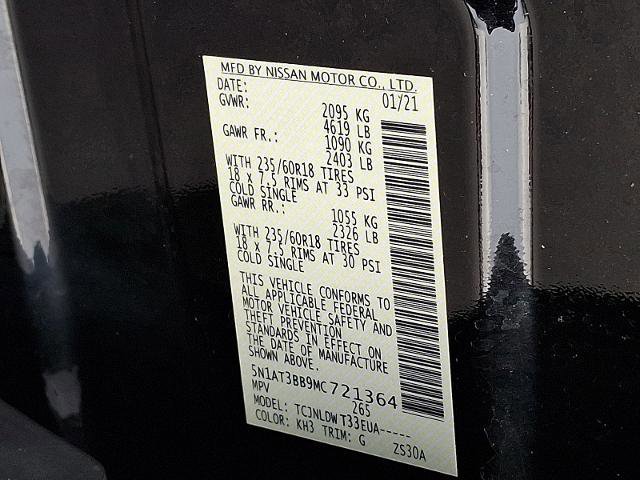 MFD BY NISSAN MOTOR CO., LTD.
DATE: 01/21
GVWR: 2095 KG
4619 LB
GAWR FR.: 1090 KG
2403 LB
WITH 235/60R18 TIRES
18 x 7.5 RIMS AT 33 PSI
COLD SINGLE
GAWR RR.: 1055 KG
2326 LB
WITH 235/60R18 TIRES
18 x 7.5 RIMS AT 30 PSI
COLD SINGLE
THIS VEHICLE CONFORMS TO
ALL APPLICABLE FEDERAL
MOTOR VEHICLE SAFETY AND
THEFT PREVENTION
STANDARDS IN EFFECT ON
THE DATE OF MANUFACTURE
SHOWN ABOVE.
5N1AT3BB9MC721364
MPV 265
MODEL: TCJNLDWT33EUA-----
COLOR: KH3 TRIM: G ZS30A